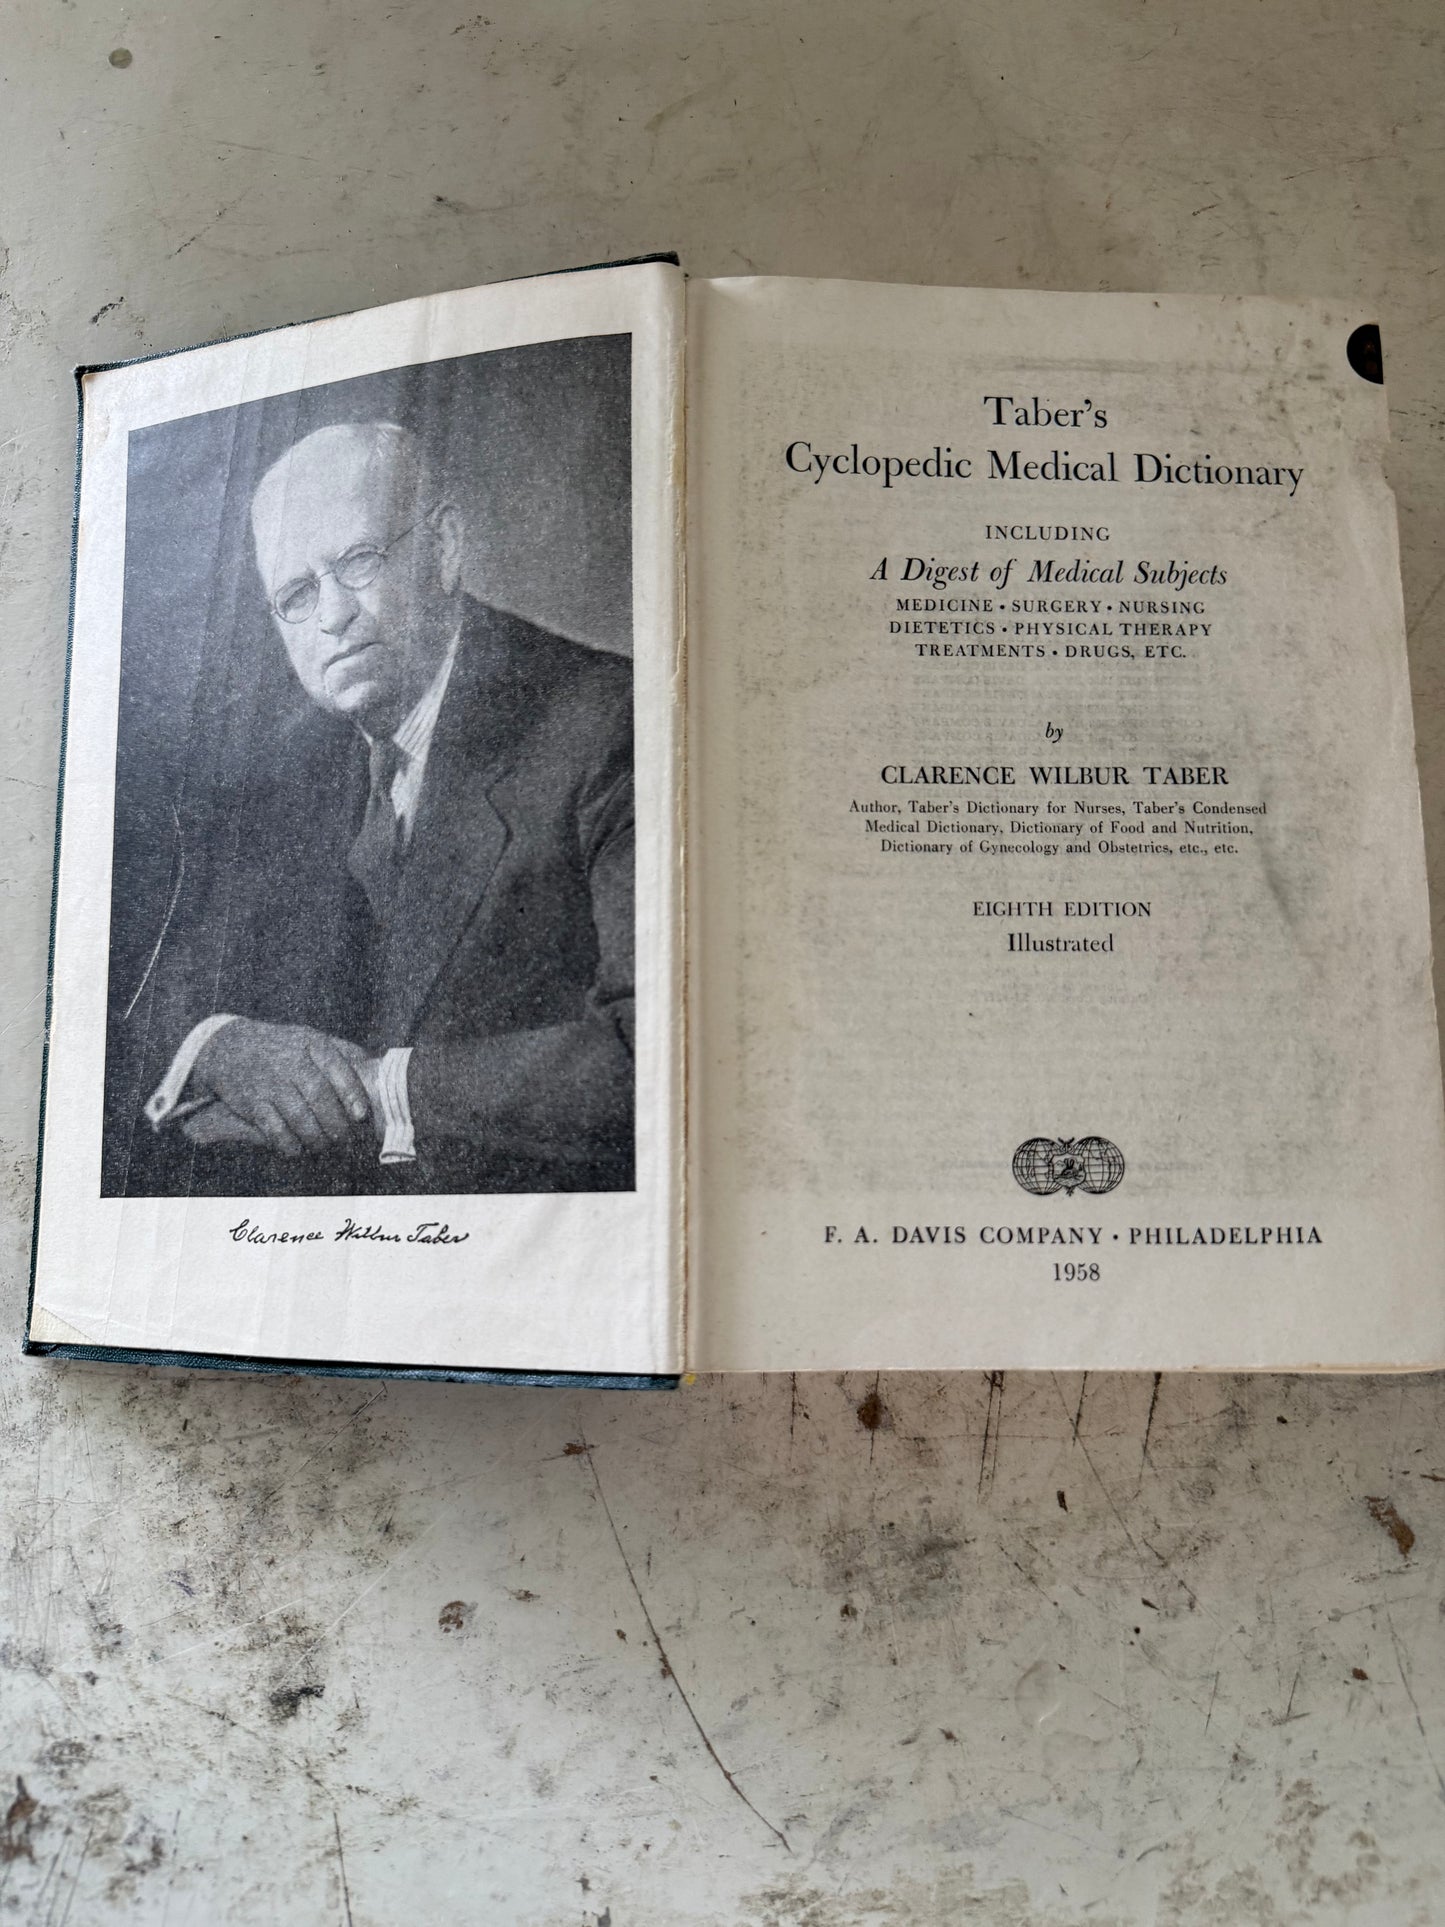 Clarence Wilbur Taber
Taber's
Cyclopedic Medical Dictionary
INCLUDING
A Digest of Medical Subjects
MEDICINE • SURGERY • NURSING
DIETETICS • PHYSICAL THERAPY
TREATMENTS • DRUGS, ETC.
by
CLARENCE WILBUR TABER
Author, Taber's Dictionary for Nurses, Taber's Condensed
Medical Dictionary, Dictionary of Food and Nutrition,
Dictionary of Gynecology and Obstetrics, etc., etc.
EIGHTH EDITION
Illustrated
F. A. DAVIS COMPANY • PHILADELPHIA
1958